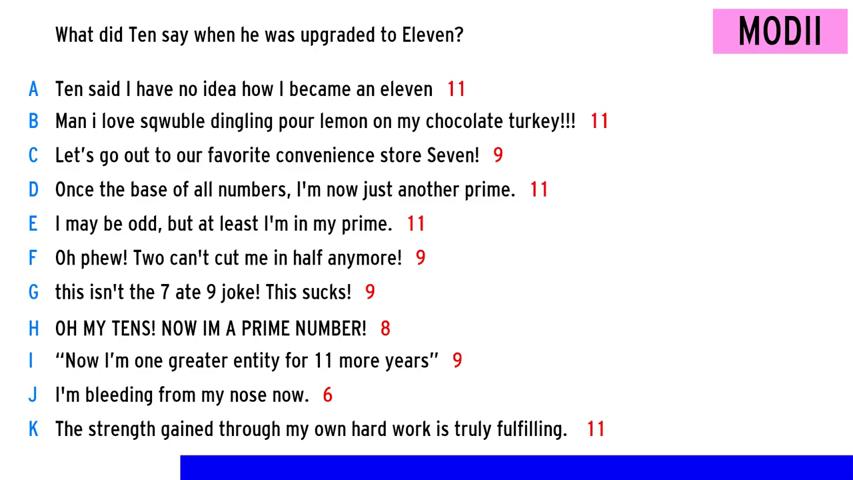 What did Ten say when he was upgraded to Eleven?
MODII
A Ten said I have no idea how I became an eleven 11
B Man i love sqwuble dingling pour lemon on my chocolate turkey!!! 11
C Let’s go out to our favorite convenience store Seven! 9
D Once the base of all numbers, I'm now just another prime. 11
E I may be odd, but at least I'm in my prime. 11
F Oh phew! Two can't cut me in half anymore! 9
G this isn't the 7 ate 9 joke! This sucks! 9
H OH MY TENS! NOW IM A PRIME NUMBER! 8
I “Now I’m one greater entity for 11 more years” 9
J I'm bleeding from my nose now. 6
K The strength gained through my own hard work is truly fulfilling. 11